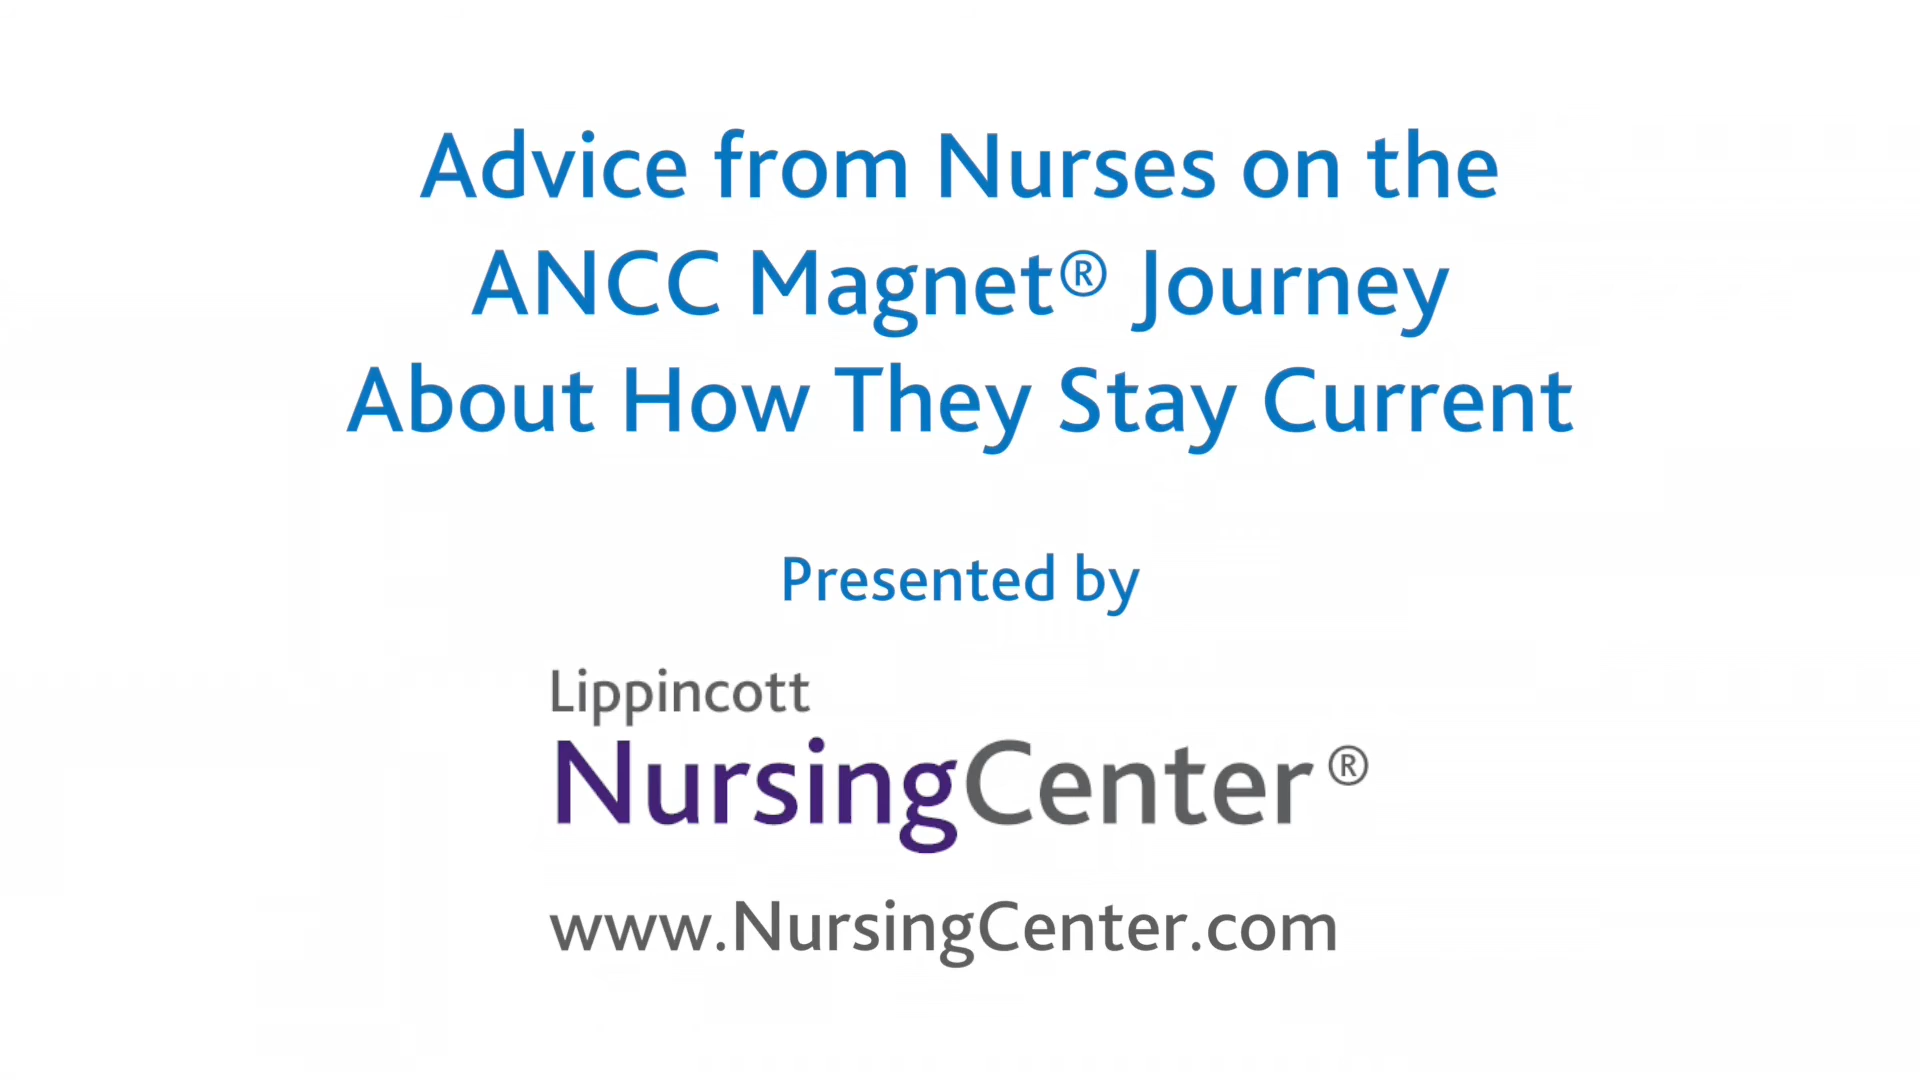 Advice from Nurses on the
ANCC Magnet® Journey
About How They Stay Current
Presented by
Lippincott
NursingCenter®
www.NursingCenter.com